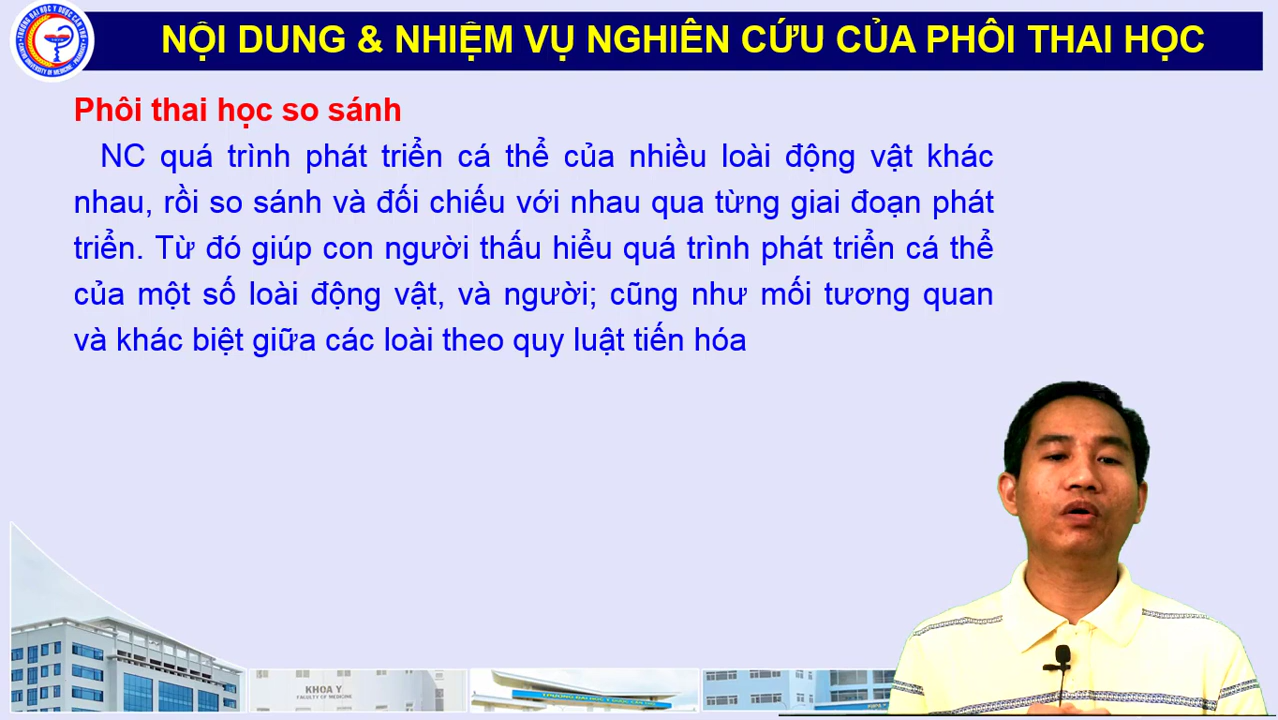 NỘI DUNG & NHIỆM VỤ NGHIÊN CỨU CỦA PHÔI THAI HỌC
Phôi thai học so sánh
NC quá trình phát triển cá thể của nhiều loài động vật khác
nhau, rồi so sánh và đối chiếu với nhau qua từng giai đoạn phát
triển. Từ đó giúp con người thấu hiểu quá trình phát triển cá thể
của một số loài động vật, và người; cũng như mối tương quan
và khác biệt giữa các loài theo quy luật tiến hóa
KHOA Y
FACULTY OF MEDICINE